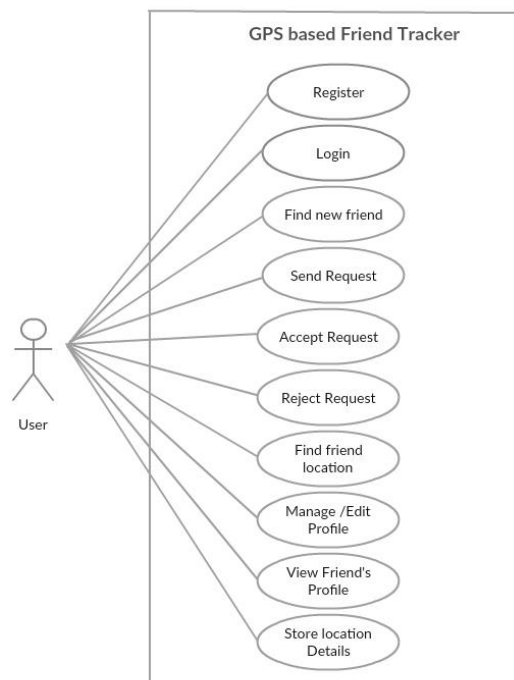 GPS based Friend Tracker
Register
Login
Find new friend
Send Request
Accept Request
Reject Request
User
Find friend
location
Manage /Edit
Profile
View Friend's
Profile
Store location
Details